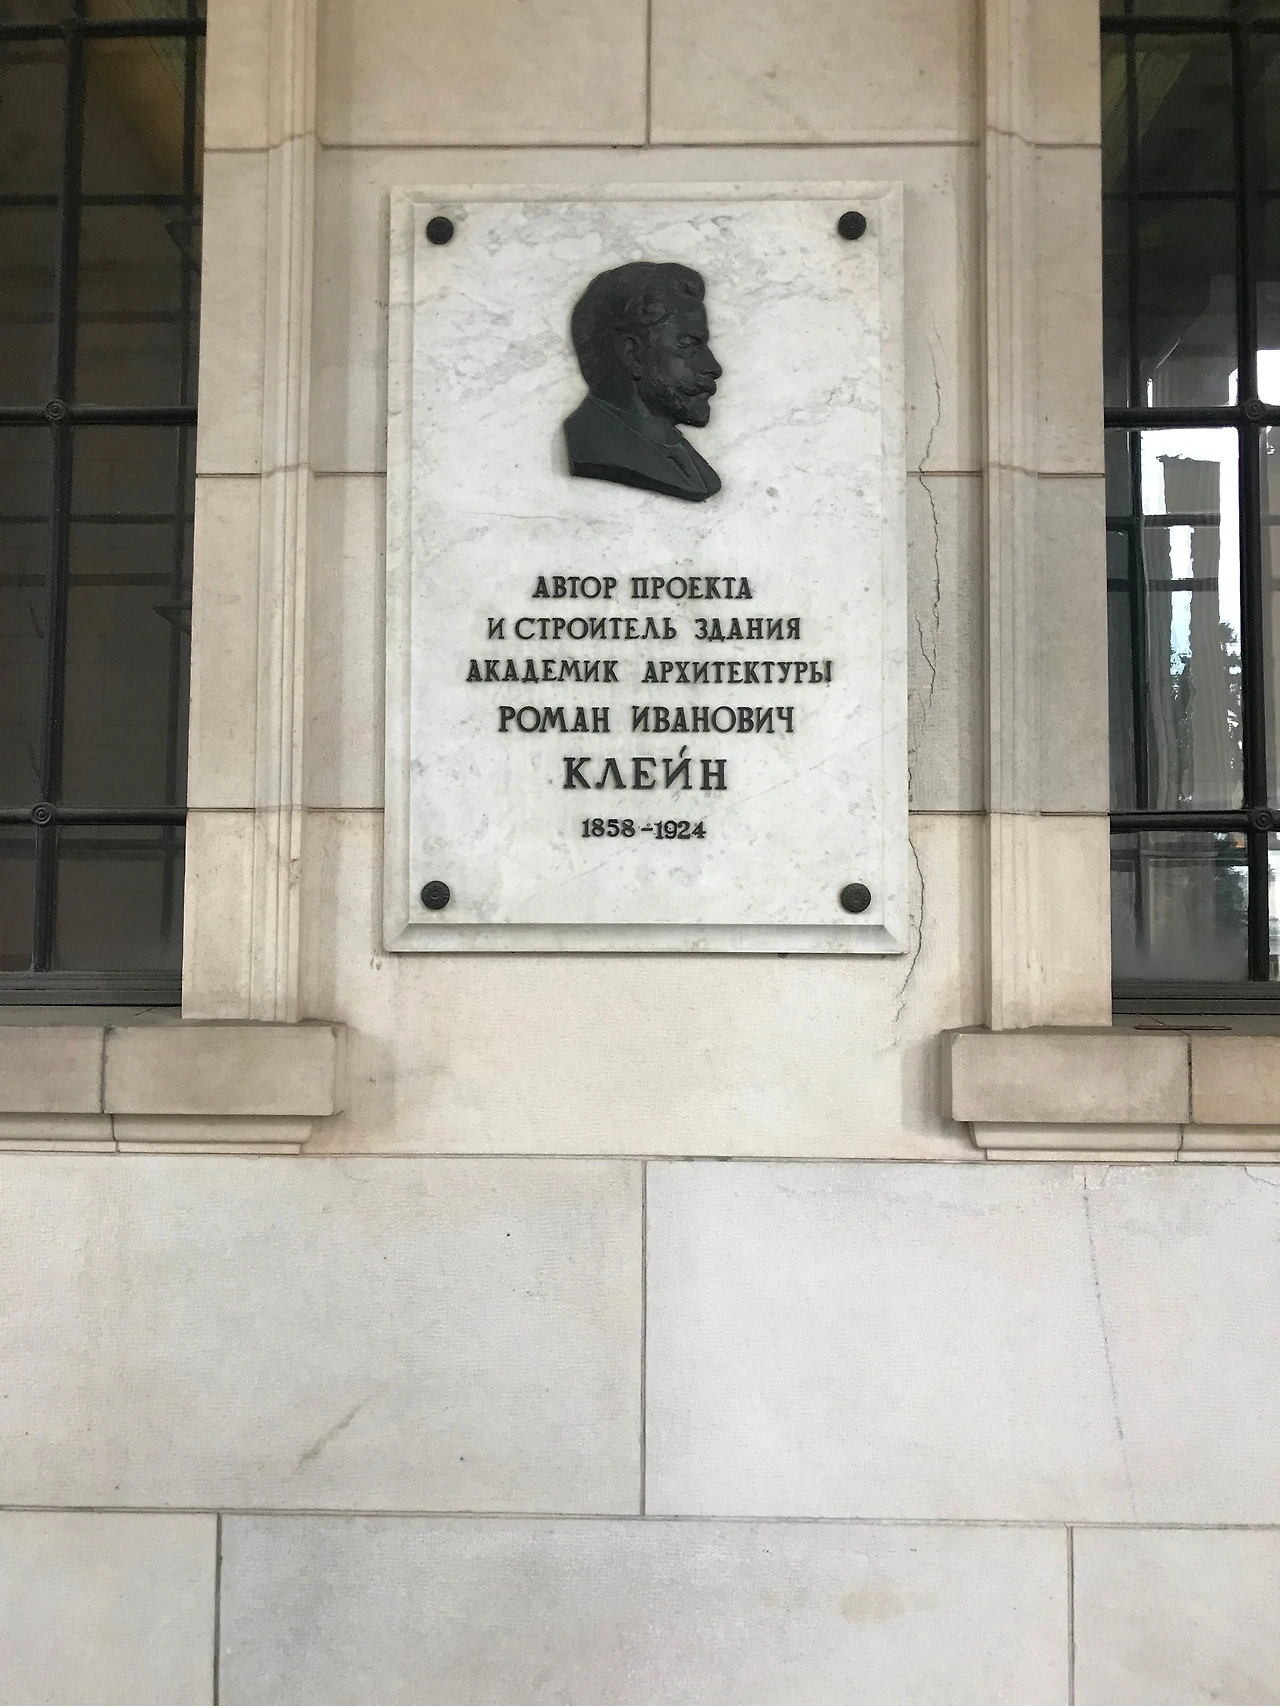 АВТОР ПРОЕКТА
И СТРОИТЕЛЬ ЗДАНИЯ
АКАДЕМИК АРХИТЕКТУРЫ
РОМАН ИВАНОВИЧ
КЛЕЙН
1858-1924